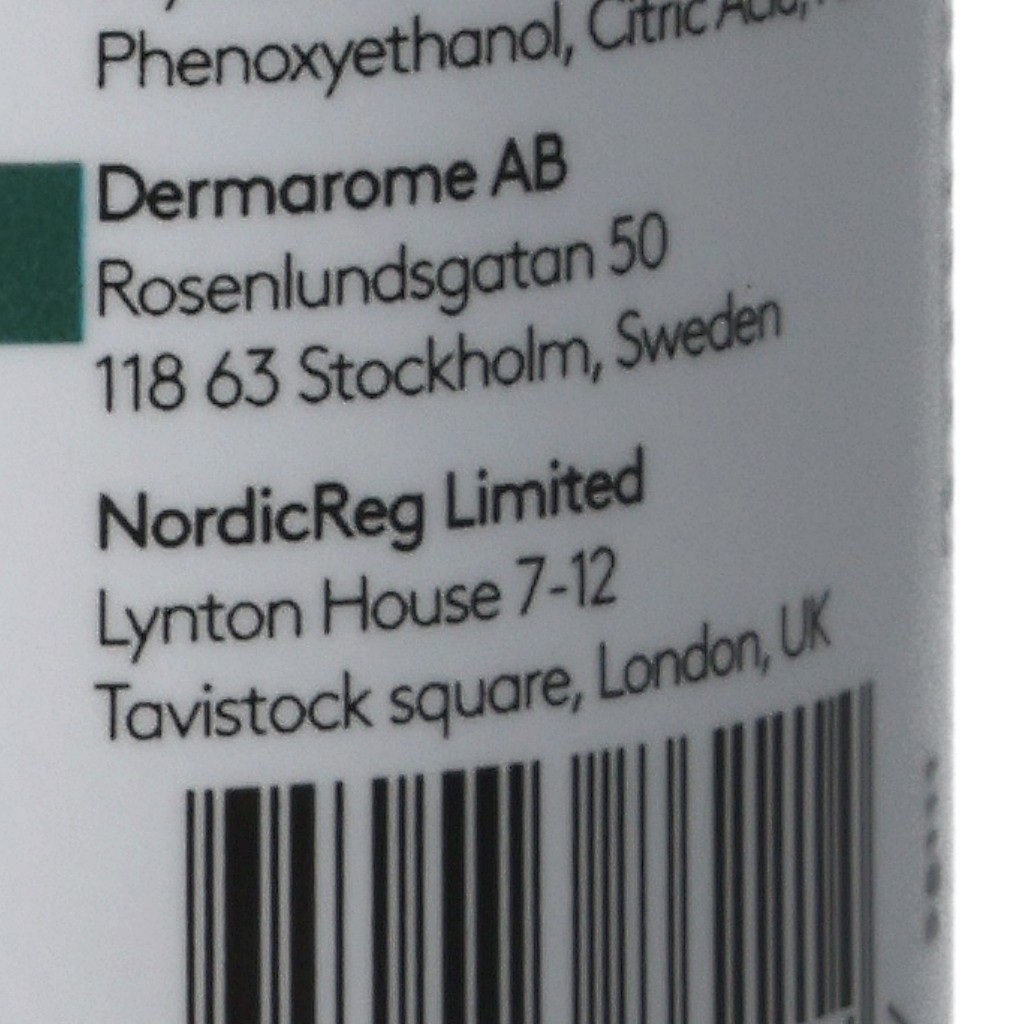 Phenoxyethanol, Citric Acid,
Dermarome AB
Rosenlundsgatan 50
118 63 Stockholm, Sweden
NordicReg Limited
Lynton House 7-12
Tavistock square, London, UK